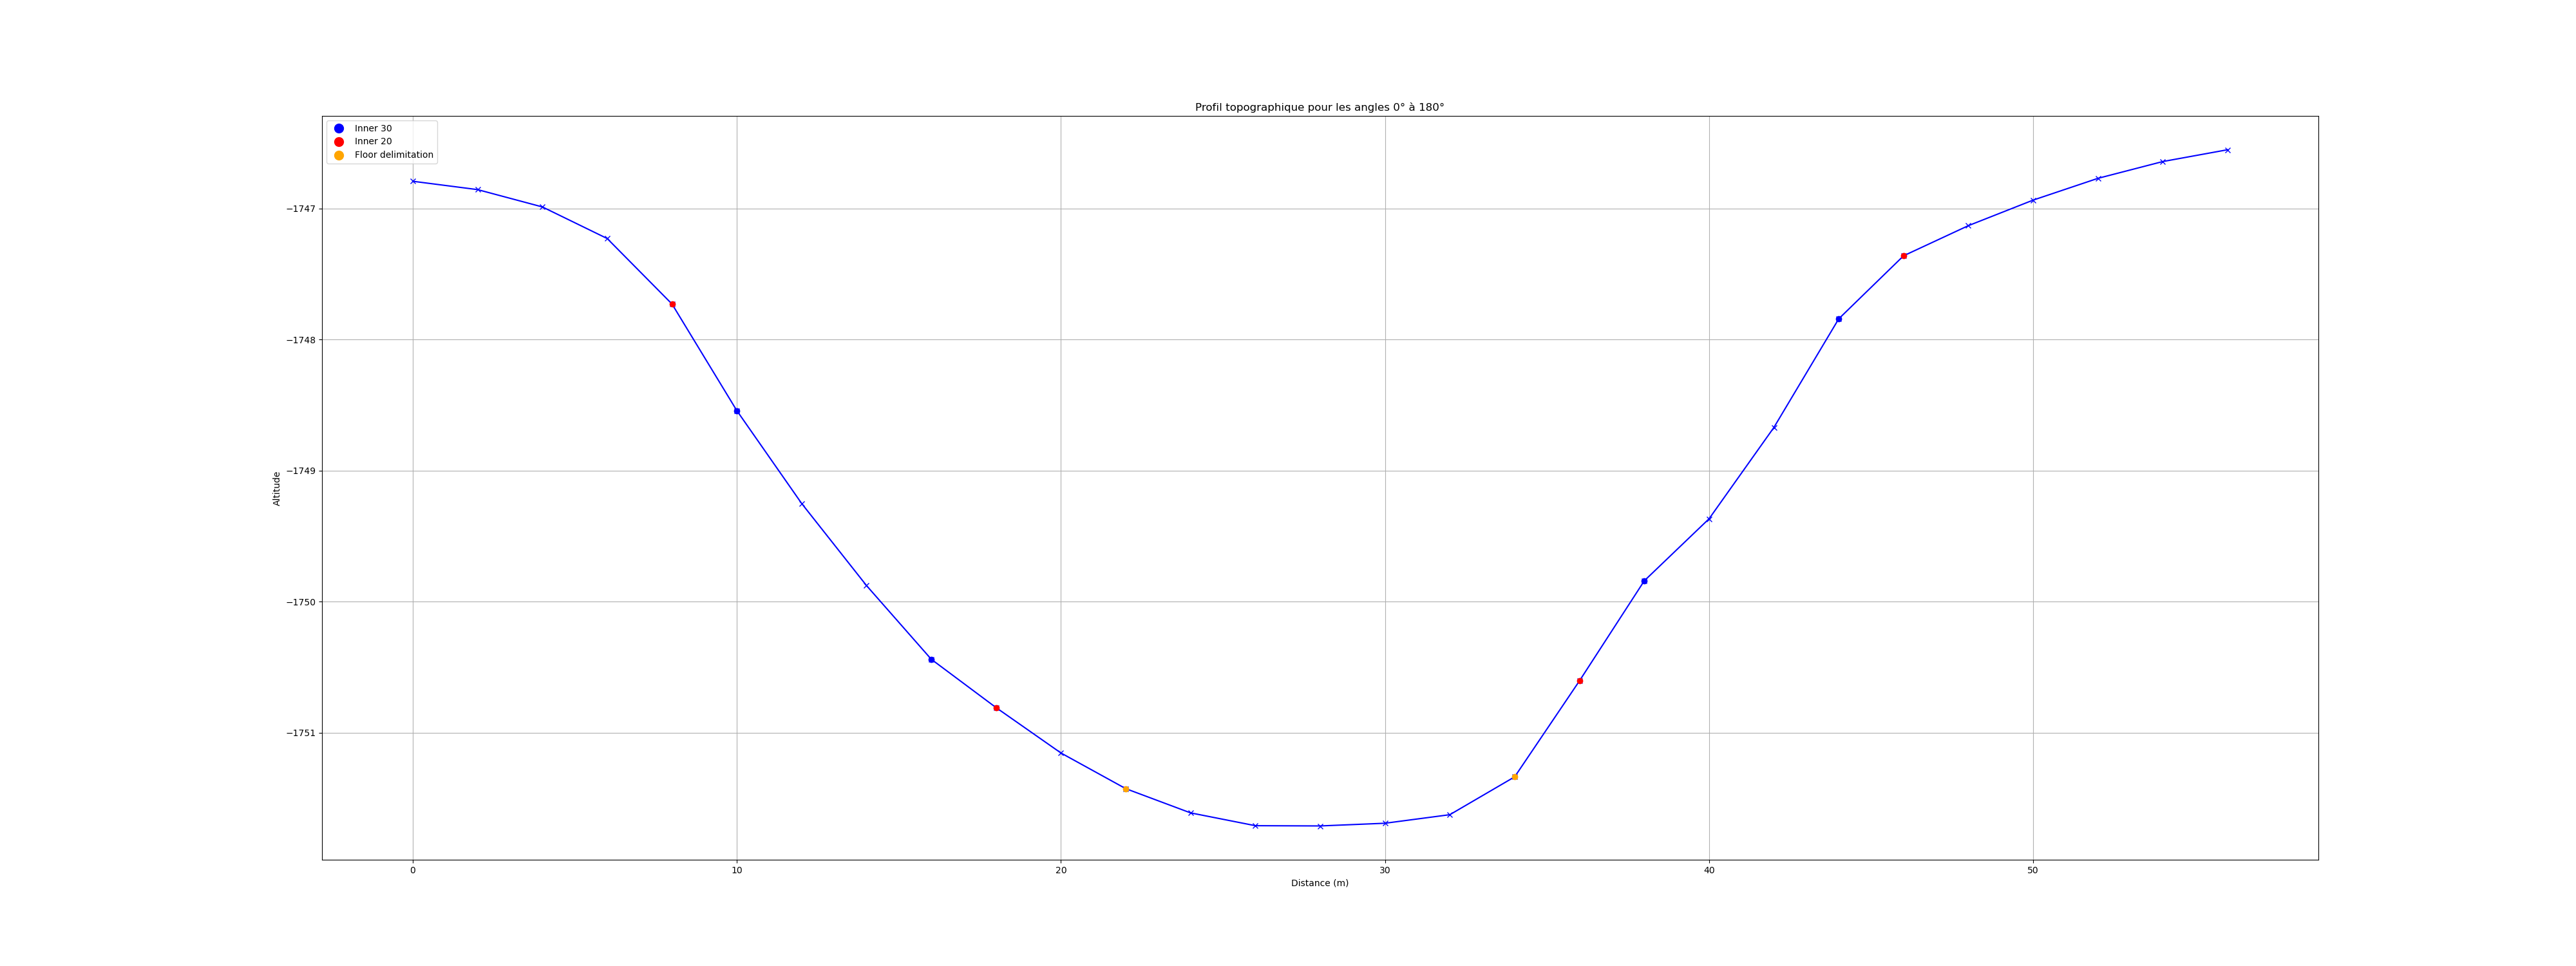 Profil topographique pour les angles 0° à 180°
Inner 30
Inner 20
Floor delimitation
−1747
−1748
−1749
−1750
−1751
Altitude
0 10 20 30 40 50
Distance (m)